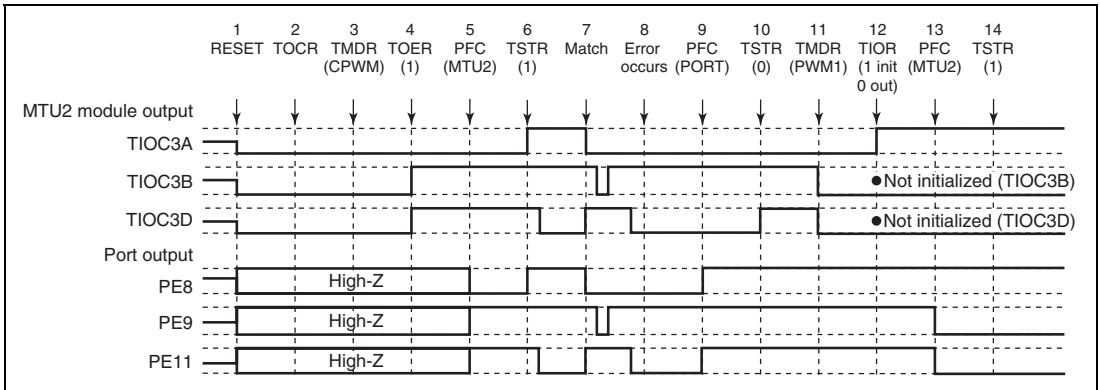 1 2 3 4 5 6 7 8 9 10 11 12 13 14
RESET TOCR TMDR TOER PFC TSTR Match Error PFC TSTR TMDR TIOR PFC TSTR
(CPWM) (1) (MTU2) (1) occurs (PORT) (0) (PWM1) (1 init (MTU2) (1)
0 out)
MTU2 module output
TIOC3A
TIOC3B ●Not initialized (TIOC3B)
TIOC3D ●Not initialized (TIOC3D)
Port output
PE8 High-Z
PE9 High-Z
PE11 High-Z